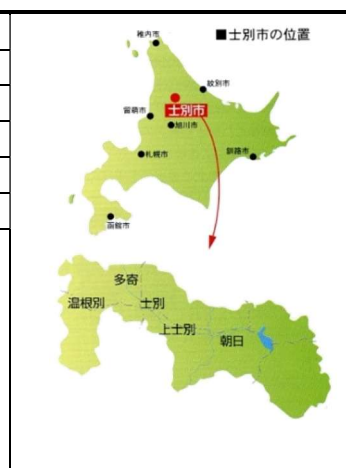 ■士別市の位置
稚内市
紋別市
士別市
留萌市
旭川市
札幌市
釧路市
函館市
多寄
温根別
士別
上士別
朝日